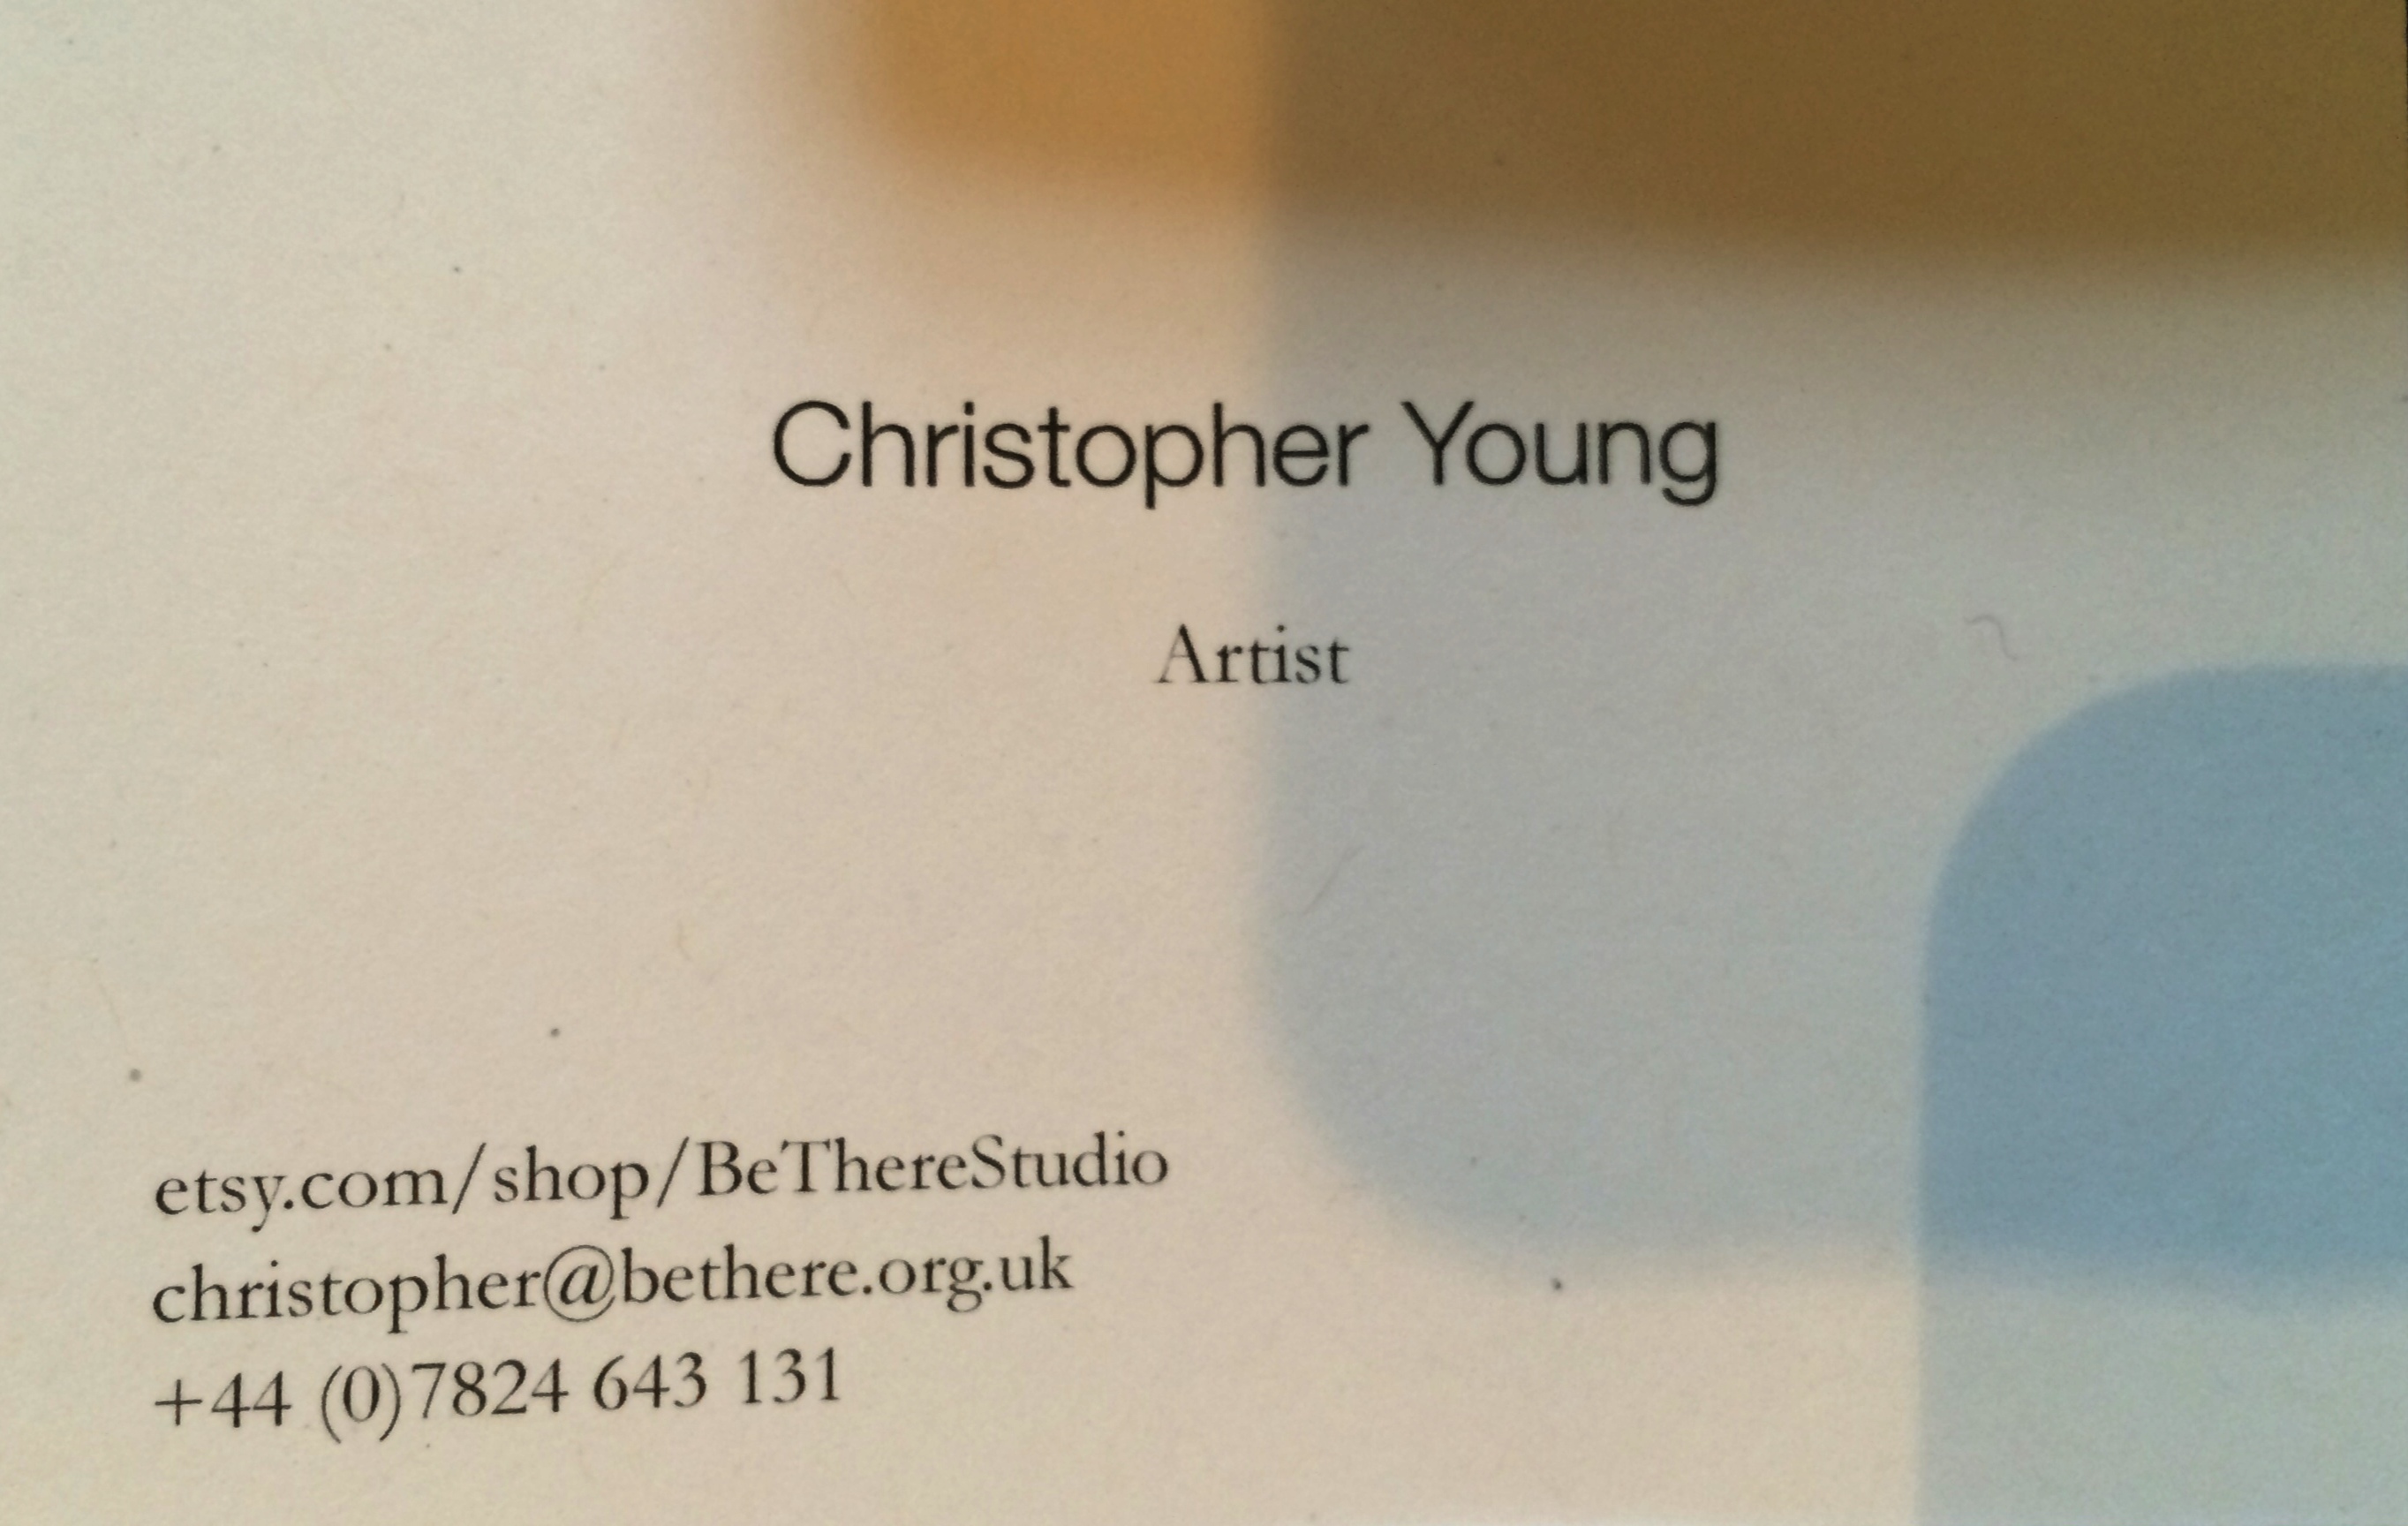 Christopher Young
Artist
etsy.com/shop/BeThereStudio
christopher@bethere.org.uk
+44 (0)7824 643 131